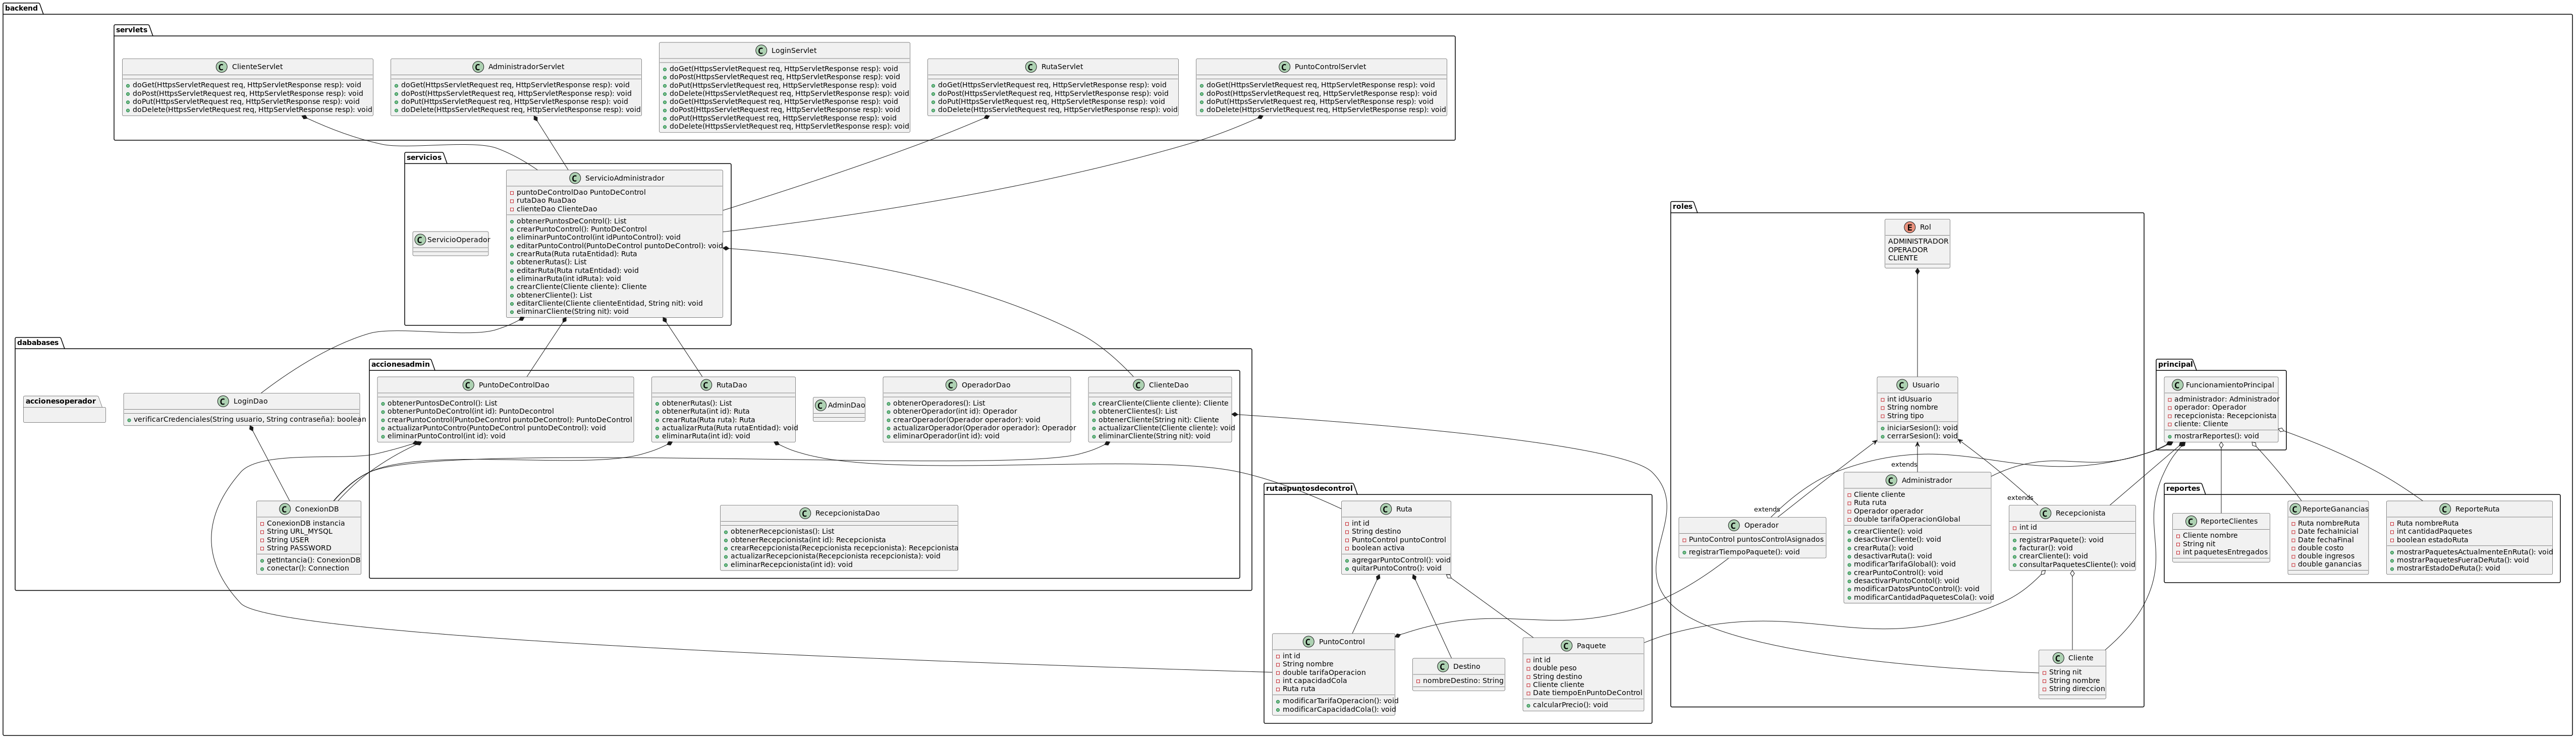 backend
servlets
ClienteServlet
doGet(HttpsServletRequest req, HttpServletResponse resp): void
doPost(HttpsServletRequest req, HttpServletResponse resp): void
doPut(HttpsServletRequest req, HttpServletResponse resp): void
doDelete(HttpsServletRequest req, HttpServletResponse resp): void
AdministradorServlet
doGet(HttpsServletRequest req, HttpServletResponse resp): void
doPost(HttpsServletRequest req, HttpServletResponse resp): void
doPut(HttpsServletRequest req, HttpServletResponse resp): void
doDelete(HttpsServletRequest req, HttpServletResponse resp): void
LoginServlet
doGet(HttpsServletRequest req, HttpServletResponse resp): void
doPost(HttpsServletRequest req, HttpServletResponse resp): void
doPut(HttpsServletRequest req, HttpServletResponse resp): void
doDelete(HttpsServletRequest req, HttpServletResponse resp): void
doGet(HttpsServletRequest req, HttpServletResponse resp): void
doPost(HttpsServletRequest req, HttpServletResponse resp): void
doPut(HttpsServletRequest req, HttpServletResponse resp): void
doDelete(HttpsServletRequest req, HttpServletResponse resp): void
RutaServlet
doGet(HttpsServletRequest req, HttpServletResponse resp): void
doPost(HttpsServletRequest req, HttpServletResponse resp): void
doPut(HttpsServletRequest req, HttpServletResponse resp): void
doDelete(HttpsServletRequest req, HttpServletResponse resp): void
PuntoControlServlet
doGet(HttpsServletRequest req, HttpServletResponse resp): void
doPost(HttpsServletRequest req, HttpServletResponse resp): void
doPut(HttpsServletRequest req, HttpServletResponse resp): void
doDelete(HttpsServletRequest req, HttpServletResponse resp): void
servicios
ServicioOperador
ServicioAdministrador
puntoDeControlDao PuntoDeControl
rutaDao RuaDao
clienteDao ClienteDao
obtenerPuntosDeControl(): List
crearPuntoControl(): PuntoDeControl
eliminarPuntoControl(int idPuntoControl): void
editarPuntoControl(PuntoDeControl puntoDeControl): void
crearRuta(Ruta rutaEntidad): Ruta
obtenerRutas(): List
editarRuta(Ruta rutaEntidad): void
eliminarRuta(int idRuta): void
crearCliente(Cliente cliente): Cliente
obtenerCliente(): List
editarCliente(Cliente clienteEntidad, String nit): void
eliminarCliente(String nit): void
dababases
accionesoperador
LoginDao
verificarCredenciales(String usuario, String contraseña): boolean
ConexionDB
ConexionDB instancia
String URL_MYSQL
String USER
String PASSWORD
getIntancia(): ConexionDB
conectar(): Connection
accionesadmin
PuntoDeControlDao
obtenerPuntosDeControl(): List
obtenerPuntoDeControl(int id): PuntoDecontrol
crearPuntoControl(PuntoDeControl puntoDeControl): PuntoDeControl
actualizarPuntoContro(PuntoDeControl puntoDecontrol): void
eliminarPuntoControl(int id): void
RutaDao
obtenerRutas(): List
obtenerRuta(int id): Ruta
crearRuta(Ruta ruta): Ruta
actualizarRuta(Ruta rutaEntidad): void
eliminarRuta(int id): void
AdminDao
OperadorDao
obtenerOperadores(): List
obtenerOperador(int id): Operador
crearOperador(Operador operador): void
actualizarOperador(Operador operador): Operador
eliminarOperador(int id): void
ClienteDao
crearCliente(Cliente cliente): Cliente
obtenerClientes(): List
obtenerCliente(String nit): Cliente
actualizarCliente(Cliente cliente): void
eliminarCliente(String nit): void
RecepcionistaDao
obtenerRecepcionistas(): List
obtenerRecepcionista(int id): Recepcionista
crearRecepcionista(Recepcionista recepcionista): Recepcionista
actualizarRecepcionista(Recepcionista recepcionista): void
eliminarRecepcionista(int id): void
rutaspuntosdecontrol
Ruta
int id
String destino
PuntoControl puntoControl
boolean activa
agregarPuntoControl(): void
quitarPuntoContro(): void
PuntoControl
int id
String nombre
double tarifaOperacion
int capacidadCola
Ruta ruta
modificarTarifaOperacion(): void
modificarCapacidadCola(): void
Destino
nombreDestino: String
Paquete
int id
double peso
String destino
Cliente cliente
Date tiempoEnPuntoDeControl
calcularPrecio(): void
roles
Rol
ADMINISTRADOR
OPERADOR
CLIENTE
Usuario
int idUsuario
String nombre
String tipo
iniciarSesion(): void
cerrarSesion(): void
extends
extends
extends
Operador
PuntoControl puntosControlAsignados
registrarTiempoPaquete(): void
Administrador
Cliente cliente
Ruta ruta
Operador operador
double tarifaOperacionGlobal
crearCliente(): void
desactivarCliente(): void
crearRuta(): void
desactivarRuta(): void
modificarTarifaGlobal(): void
crearPuntoControl(): void
desactivarPuntoContol(): void
modificarDatosPuntoControl(): void
modificarCantidadPaquetesCola(): void
Recepcionista
int id
registrarPaquete(): void
facturar(): void
crearCliente(): void
consultarPaquetesCliente(): void
Cliente
String nit
String nombre
String direccion
principal
FuncionamientoPrincipal
administrador: Administrador
operador: Operador
recepcionista: Recepcionista
cliente: Cliente
mostrarReportes(): void
reportes
ReporteClientes
Cliente nombre
String nit
int paquetesEntregados
ReporteGanancias
Ruta nombreRuta
Date fechaInicial
Date fechaFinal
double costo
double ingresos
double ganancias
ReporteRuta
Ruta nombreRuta
int cantidadPaquetes
boolean estadoRuta
mostrarPaquetesActualmenteEnRuta(): void
mostrarPaquetesFueraDeRuta(): void
mostrarEstadoDeRuta(): void